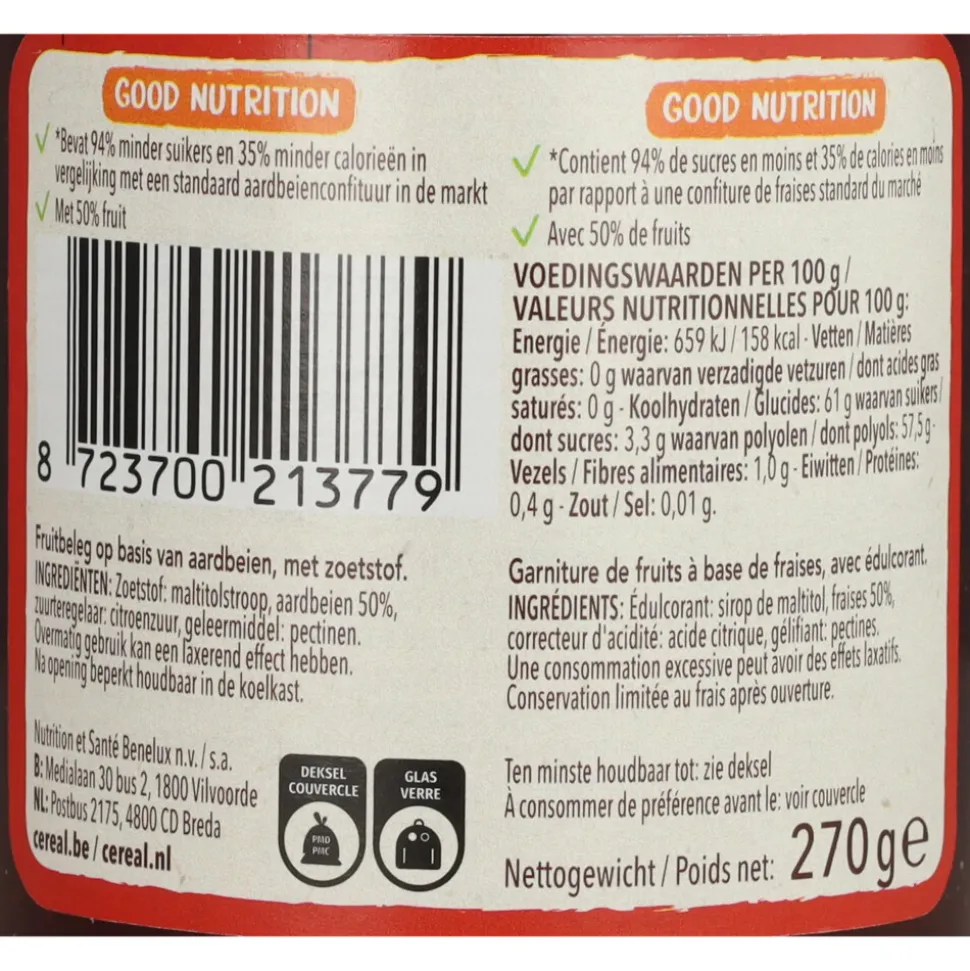 GOOD NUTRITION
*Bevat 94% minder suikers en 35% minder calorieën in
vergelijking met een standaard aardbeienconfituur in de markt
Met 50% fruit
8 723700 213779
Fruitbeleg op basis van aardbeien, met zoetstof.
INGREDIËNTEN: Zoetstof: maltitolstroop, aardbeien 50%,
zuurteregelaar: citroenzuur, geleermiddel: pectinen.
Overmatig gebruik kan een laxerend effect hebben.
Na opening beperkt houdbaar in de koelkast.
Nutrition et Santé Benelux n.v. / s.a.
B: Medialaan 30 bus 2, 1800 Vilvoorde
NL: Postbus 2175, 4800 CD Breda
cereal.be / cereal.nl
DEKSEL
COUVERCLE
PMD
PMC
GLAS
VERRE
GOOD NUTRITION
*Contient 94% de sucres en moins et 35% de calories en moins
par rapport à une confiture de fraises standard du marché
Avec 50% de fruits
VOEDINGSWAARDEN PER 100 g /
VALEURS NUTRITIONNELLES POUR 100 g:
Energie / Énergie: 659 kJ / 158 kcal - Vetten / Matières
grasses: 0 g waarvan verzadigde vetzuren / dont acides gras
saturés: 0 g - Koolhydraten / Glucides: 61 g waarvan suikers /
dont sucres: 3,3 g waarvan polyolen / dont polyols: 57,5 g -
Vezels / Fibres alimentaires: 1,0 g - Eiwitten / Protéines:
0,4 g - Zout / Sel: 0,01 g.
Garniture de fruits à base de fraises, avec édulcorant.
INGRÉDIENTS: Édulcorant: sirop de maltitol, fraises 50%,
correcteur d'acidité: acide citrique, gélifiant: pectines.
Une consommation excessive peut avoir des effets laxatifs.
Conservation limitée au frais après ouverture.
Ten minste houdbaar tot: zie deksel
À consommer de préférence avant le: voir couvercle
Nettogewicht / Poids net: 270 g e